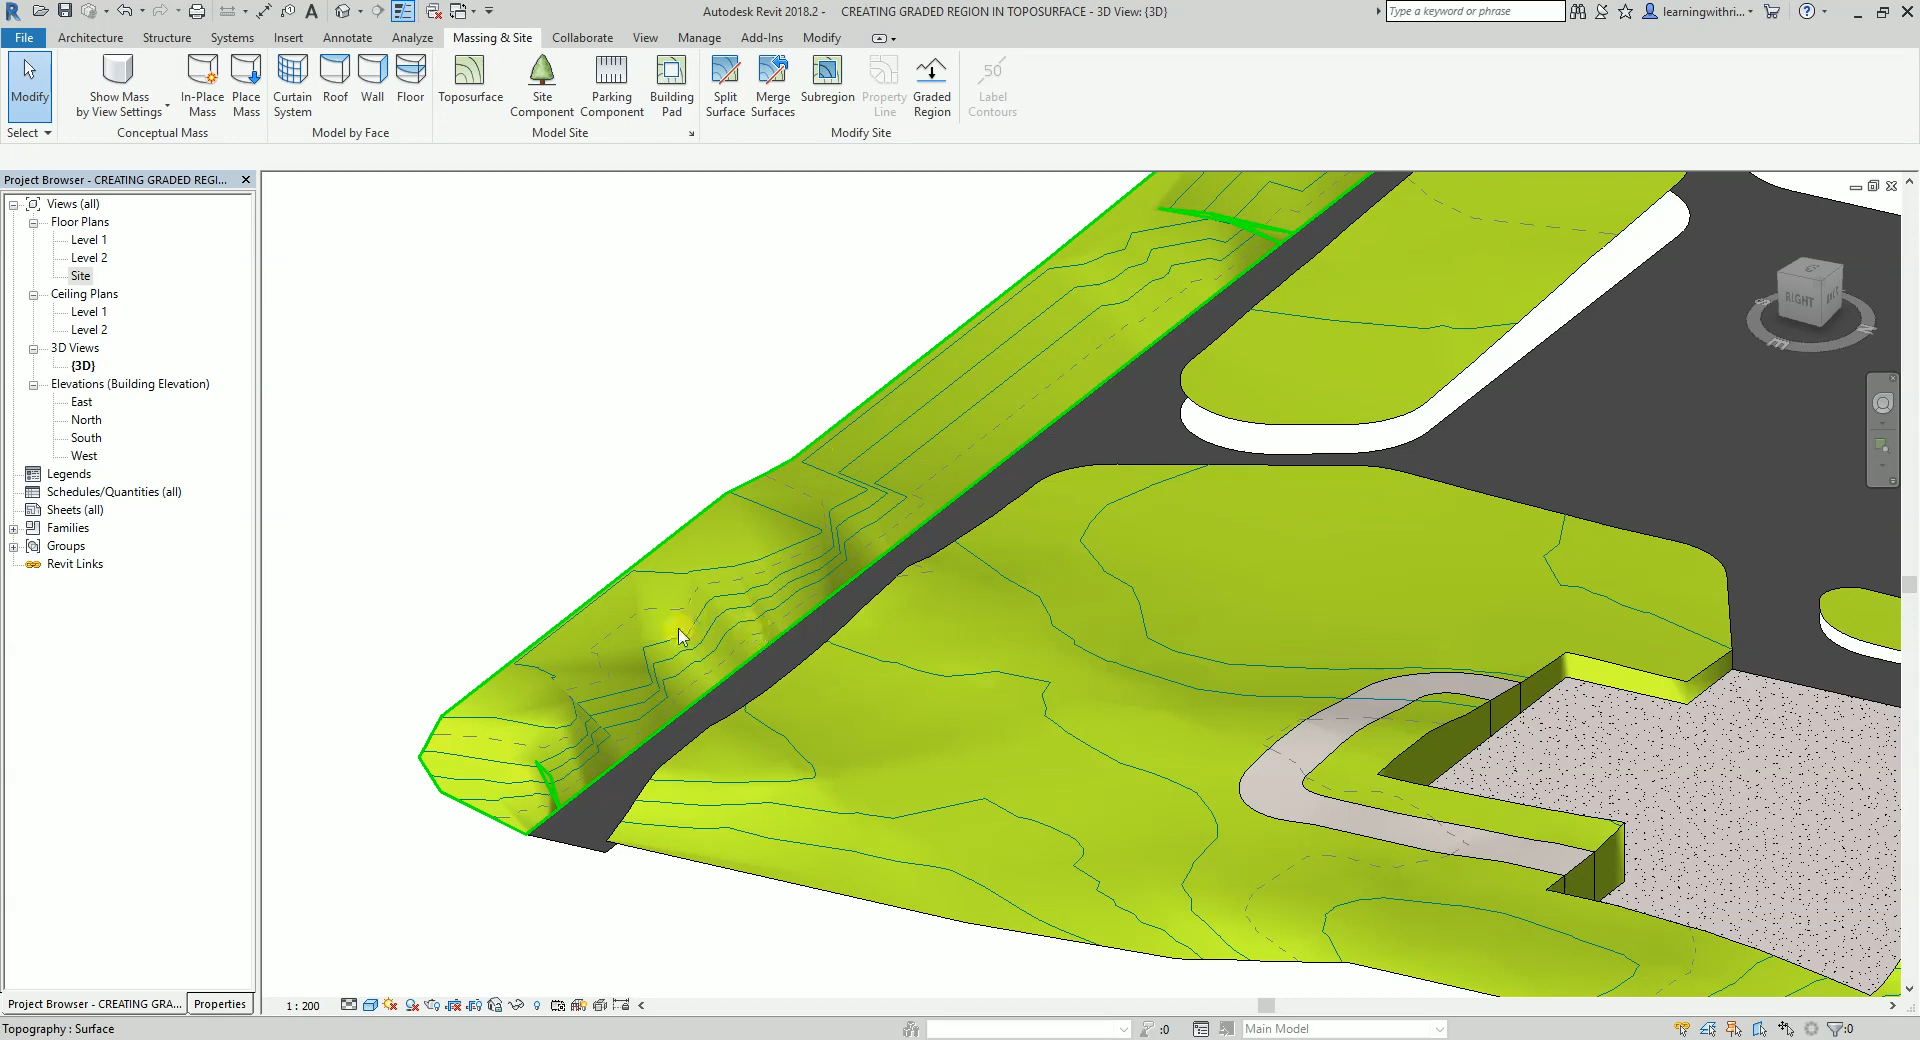 Autodesk Revit 2018.2 - CREATING GRADED REGION IN TOPOSURFACE - 3D View: {3D}
Type a keyword or phrase
learningwithri...
File Architecture Structure Systems Insert Annotate Analyze Massing & Site Collaborate View Manage Add-Ins Modify
Modify
Show Mass
by View Settings
In-Place
Mass
Place
Mass
Curtain
System
Roof
Wall
Floor
Toposurface
Site
Component
Parking
Component
Building
Pad
Split
Surface
Merge
Surfaces
Subregion
Property
Line
Graded
Region
50
Label
Contours
Select
Conceptual Mass
Model by Face
Model Site
Modify Site
Project Browser - CREATING GRADED REGI...
Views (all)
Floor Plans
Level 1
Level 2
Site
Ceiling Plans
Level 1
Level 2
3D Views
{3D}
Elevations (Building Elevation)
East
North
South
West
Legends
Schedules/Quantities (all)
Sheets (all)
Families
Groups
Revit Links
RIGHT
Project Browser - CREATING GRA...
Properties
1 : 200
Topography : Surface
:0
Main Model
:0